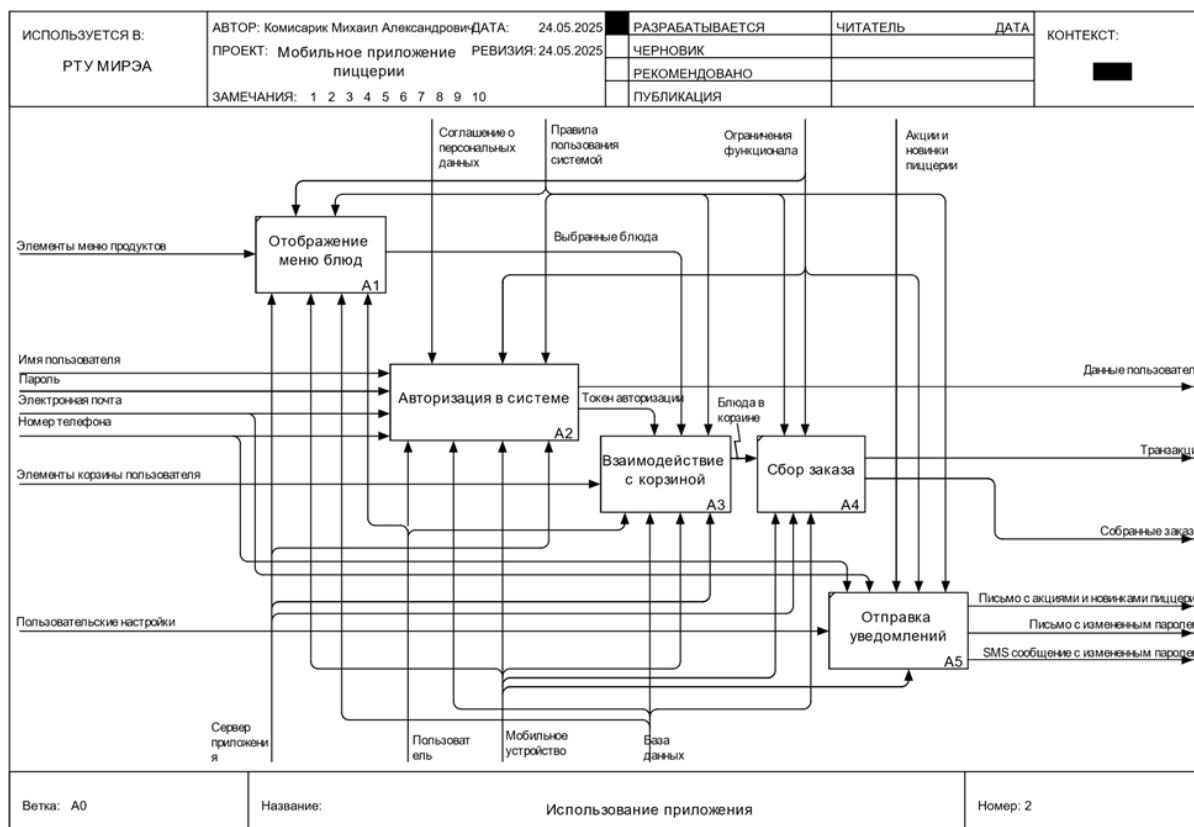 ИСПОЛЬЗУЕТСЯ В:
РТУ МИРЭА
АВТОР: Комисарик Михаил Александрович
ДАТА: 24.05.2025
ПРОЕКТ: Мобильное приложение
пиццерии
РЕВИЗИЯ: 24.05.2025
ЗАМЕЧАНИЯ: 1 2 3 4 5 6 7 8 9 10
РАЗРАБАТЫВАЕТСЯ
ЧЕРНОВИК
РЕКОМЕНДОВАНО
ПУБЛИКАЦИЯ
ЧИТАТЕЛЬ
ДАТА
КОНТЕКСТ:
Соглашение о
персональных
данных
Правила
пользования
системой
Ограничения
функционала
Акции и
новинки
пиццерии
Элементы меню продуктов
Отображение
меню блюд
A1
Выбранные блюда
Имя пользователя
Пароль
Электронная почта
Номер телефона
Авторизация в системе
A2
Токен авторизации
Блюда в
корзине
Данные пользовател
Элементы корзины пользователя
Взаимодействие
с корзиной
A3
Сбор заказа
A4
Транзакци
Собранные заказ
Пользовательские настройки
Отправка
уведомлений
A5
Письмо с акциями и новинками пиццери
Письмо с измененным пароле
SMS сообщение с измененным пароле
Сервер
приложени
я
Пользоват
ель
Мобильное
устройство
База
данных
Ветка: A0
Название:
Использование приложения
Номер: 2